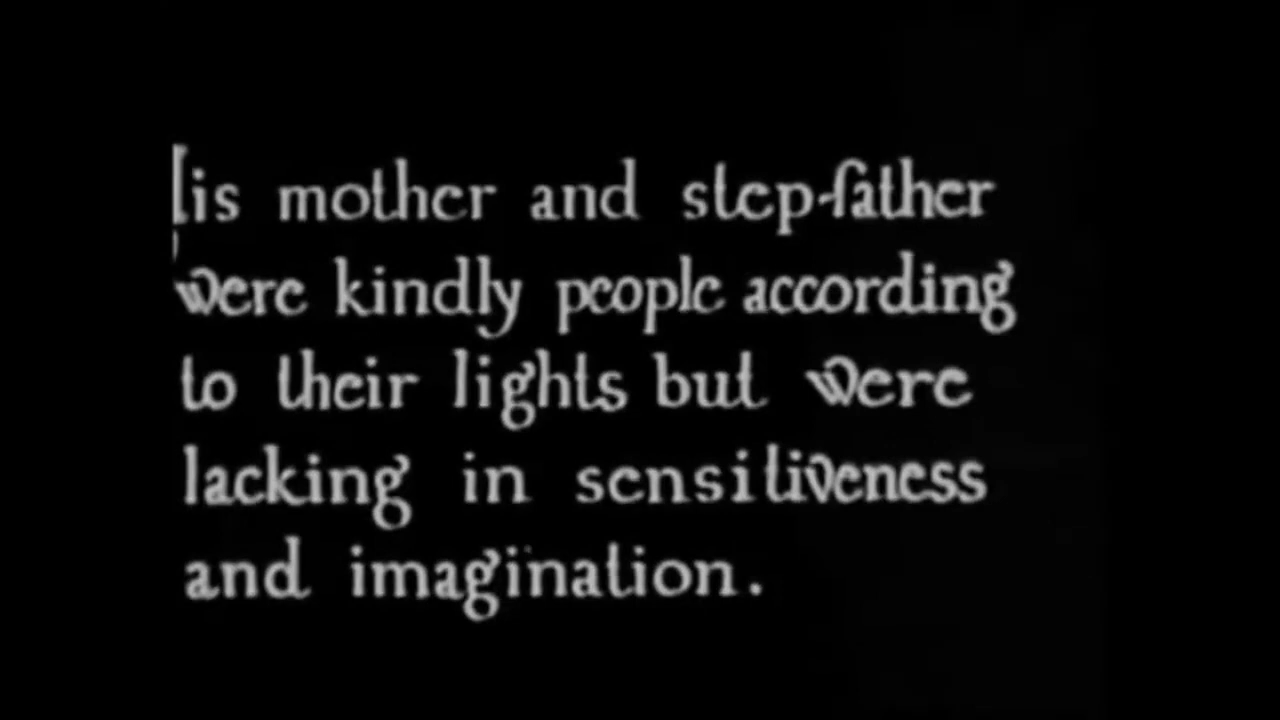 His mother and step-father
were kindly people according
to their lights but were
lacking in sensitiveness
and imagination.